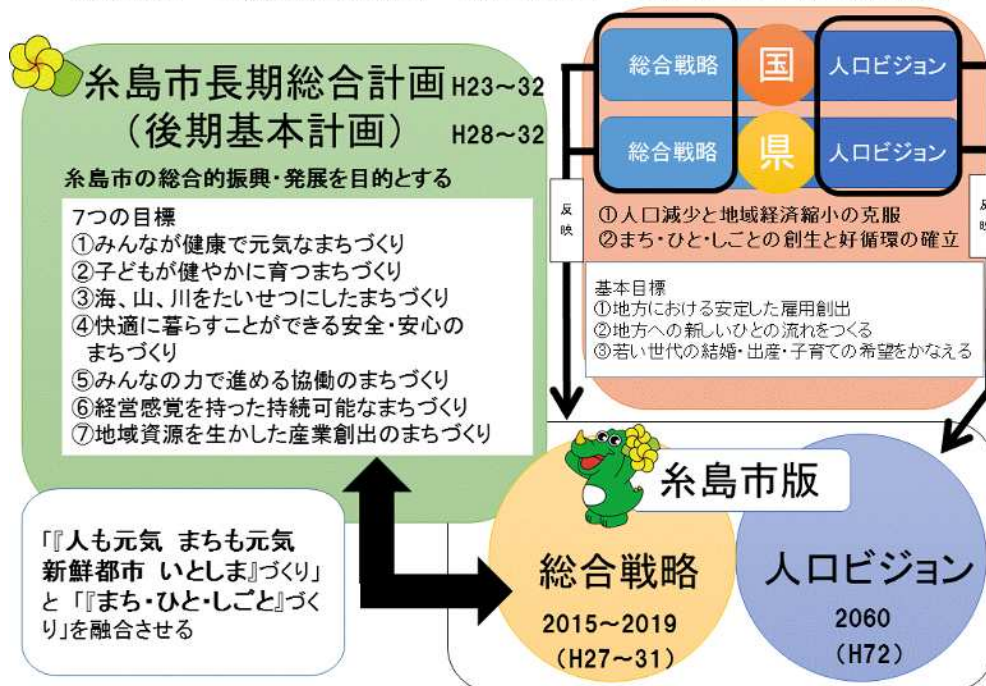 糸島市長期総合計画 H23～32
（後期基本計画） H28～32
糸島市の総合的振興・発展を目的とする
7つの目標
①みんなが健康で元気なまちづくり
②子どもが健やかに育つまちづくり
③海、山、川をたいせつにしたまちづくり
④快適に暮らすことができる安全・安心の
まちづくり
⑤みんなの力で進める協働のまちづくり
⑥経営感覚を持った持続可能なまちづくり
⑦地域資源を生かした産業創出のまちづくり
総合戦略 国 人口ビジョン
総合戦略 県 人口ビジョン
反映
反映
①人口減少と地域経済縮小の克服
②まち・ひと・しごとの創生と好循環の確立
基本目標
①地方における安定した雇用創出
②地方への新しいひとの流れをつくる
③若い世代の結婚・出産・子育ての希望をかなえる
「『人も元気 まちも元気
新鮮都市 いとしま』づくり」
と「『まち・ひと・しごと』づく
り」を融合させる
糸島市版
総合戦略
2015～2019
（H27～31）
人口ビジョン
2060
（H72）